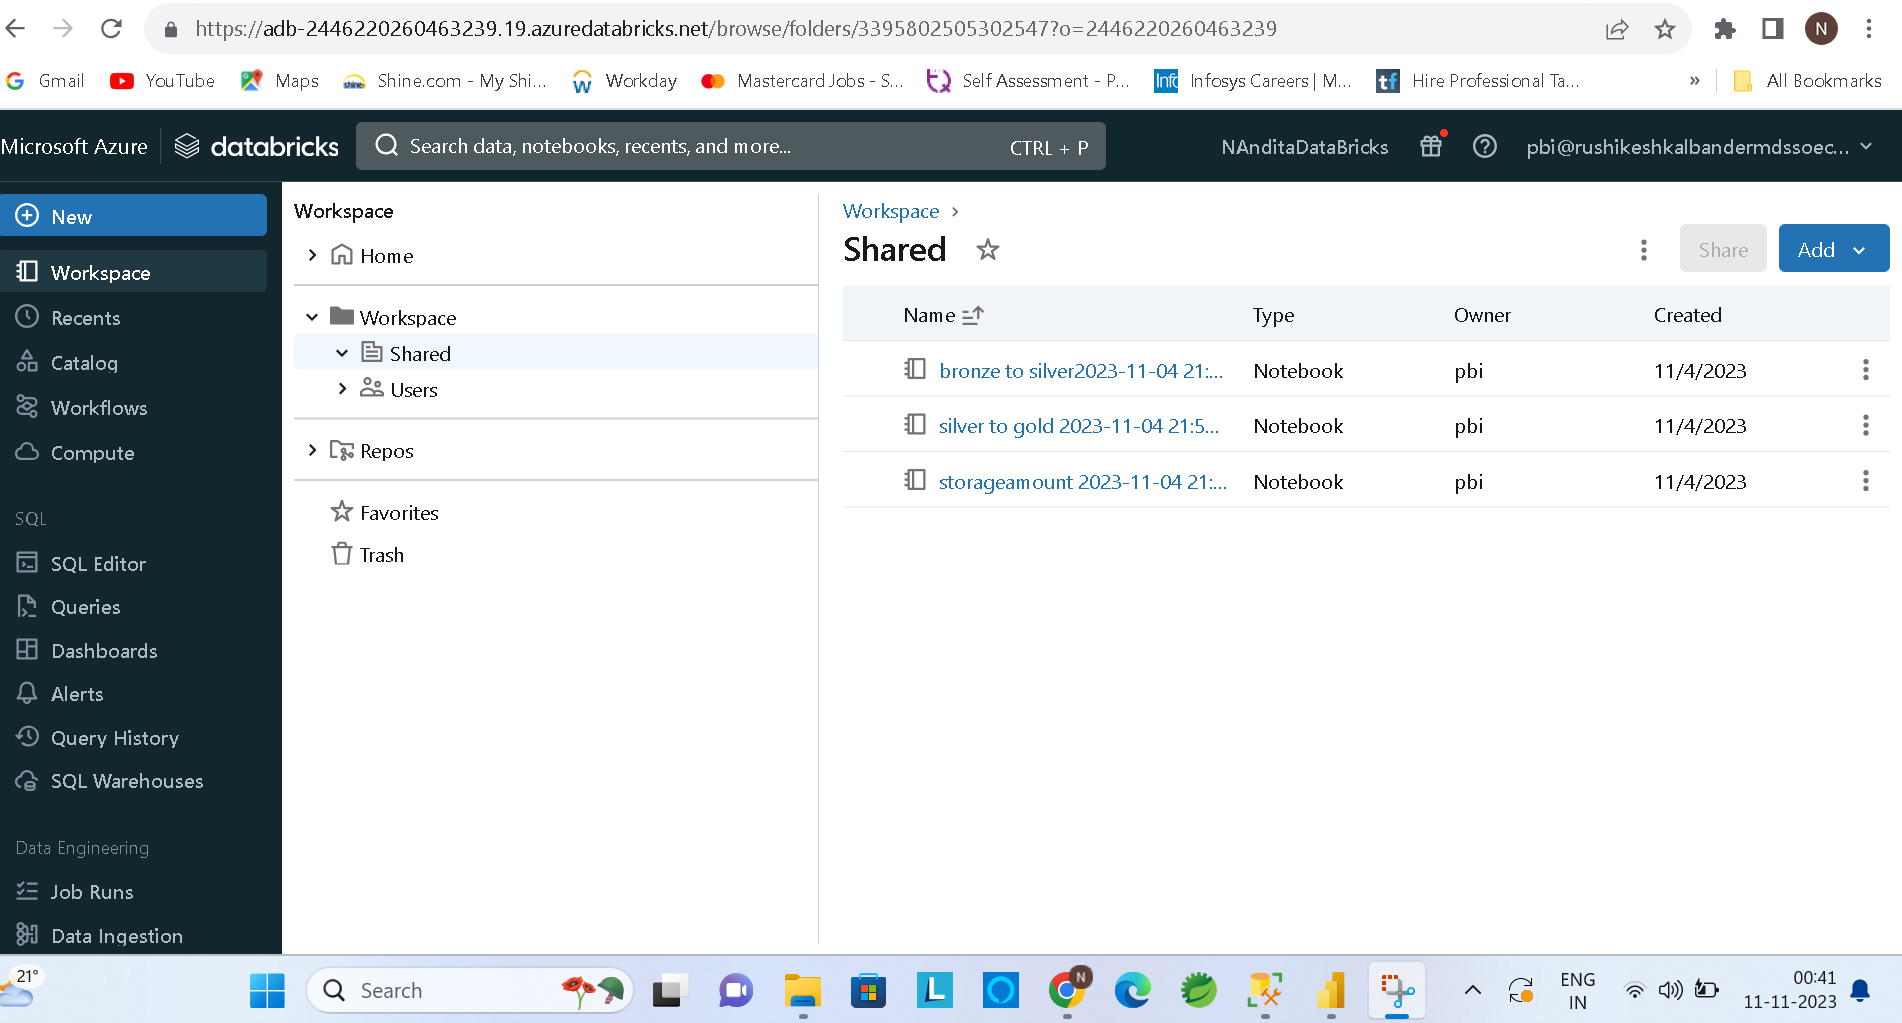 https://adb-2446220260463239.19.azuredatabricks.net/browse/folders/3395802505302547?o=2446220260463239
N
Gmail YouTube Maps Shine.com - My Shi... Workday Mastercard Jobs - S... Self Assessment - P... Infosys Careers | M... Hire Professional Ta... » All Bookmarks
Microsoft Azure databricks Search data, notebooks, recents, and more... CTRL + P NAnditaDataBricks pbi@rushikeshkalbandermdssoec...
New
Workspace
Recents
Catalog
Workflows
Compute
SQL
SQL Editor
Queries
Dashboards
Alerts
Query History
SQL Warehouses
Data Engineering
Job Runs
Data Ingestion
Workspace
Home
Workspace
Shared
Users
Repos
Favorites
Trash
Workspace
Shared
Share Add
Name Type Owner Created
bronze to silver2023-11-04 21:... Notebook pbi 11/4/2023
silver to gold 2023-11-04 21:5... Notebook pbi 11/4/2023
storageamount 2023-11-04 21:... Notebook pbi 11/4/2023
21°
Search
L
N
ENG
IN
00:41
11-11-2023